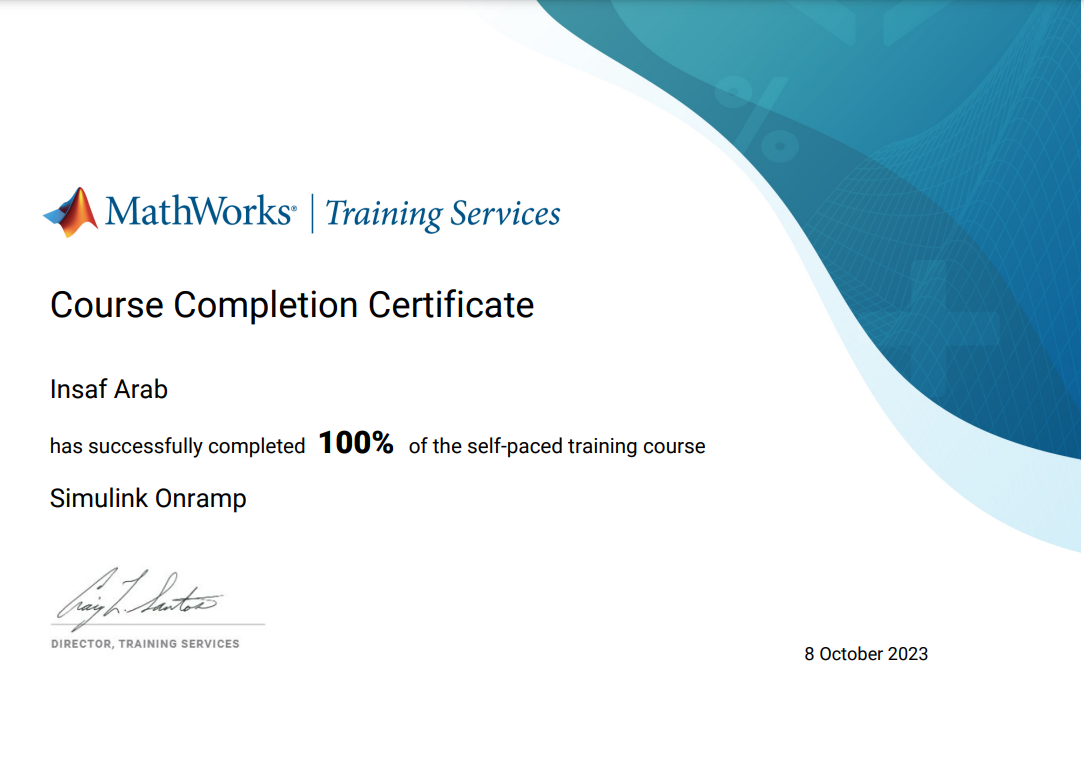 MathWorks® | Training Services
Course Completion Certificate
Insaf Arab
has successfully completed 100% of the self-paced training course
Simulink Onramp
Craig L. Santos
DIRECTOR, TRAINING SERVICES
8 October 2023